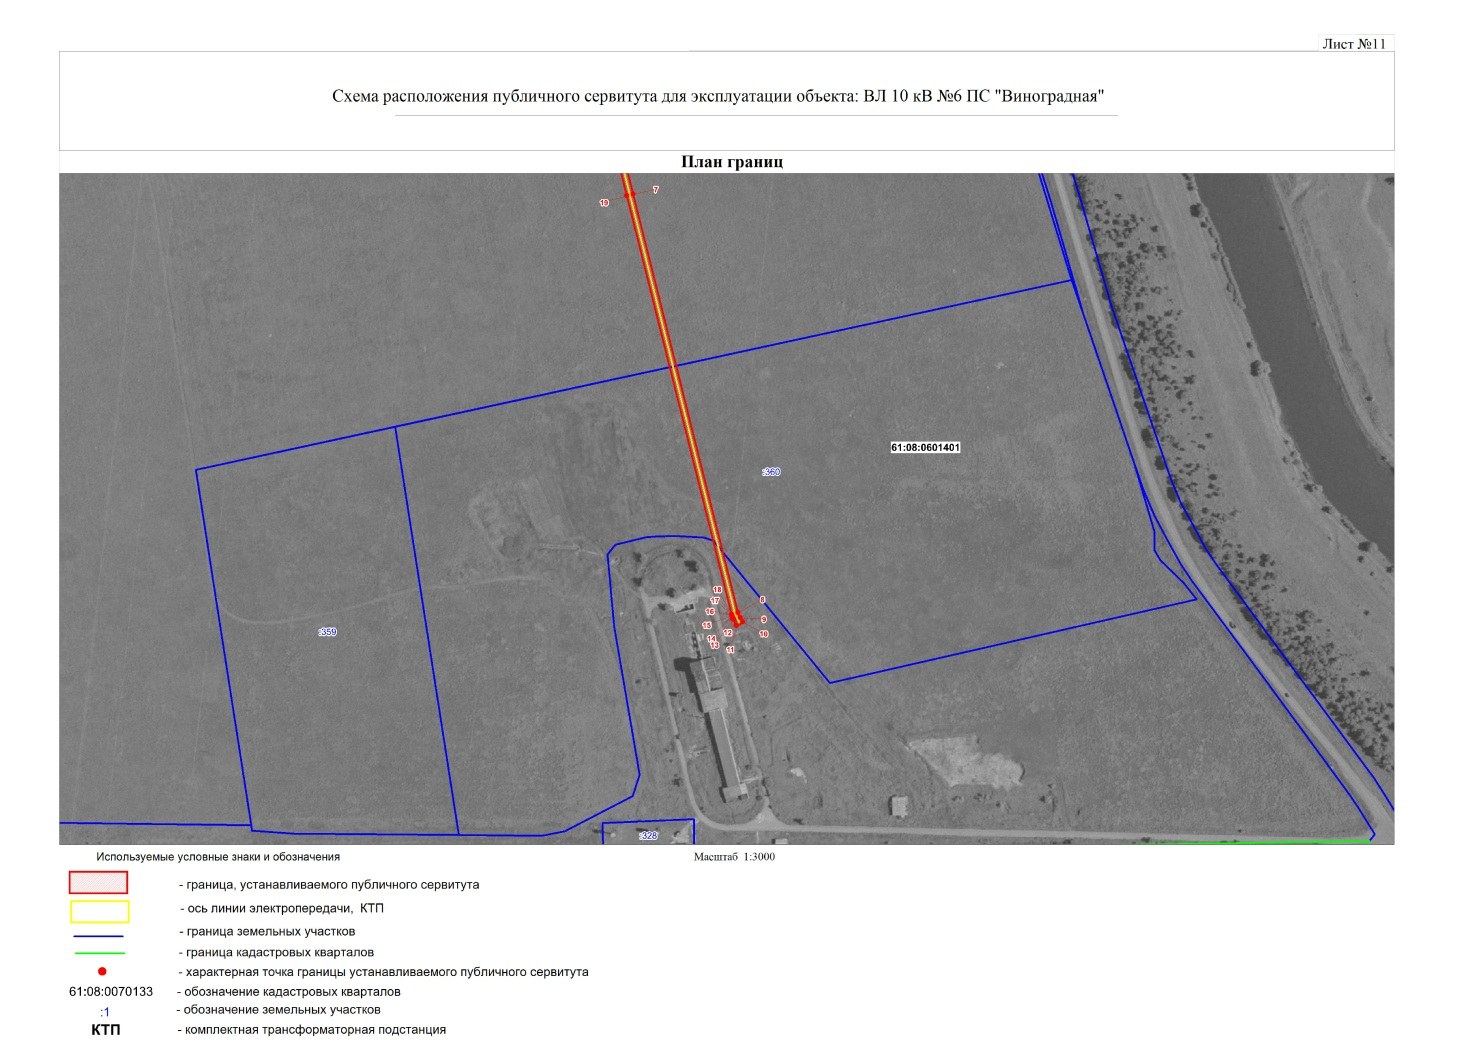 Лист №11
Схема расположения публичного сервитута для эксплуатации объекта: ВЛ 10 кВ №6 ПС "Виноградная"
План границ
7
19
61:08:0601401
:360
18
17
8
16
9
15
12
10
14
13
11
:359
:328
Используемые условные знаки и обозначения
Масштаб 1:3000
- граница, устанавливаемого публичного сервитута
- ось линии электропередачи, КТП
- граница земельных участков
- граница кадастровых кварталов
- характерная точка границы устанавливаемого публичного сервитута
61:08:0070133 - обозначение кадастровых кварталов
:1 - обозначение земельных участков
КТП - комплектная трансформаторная подстанция